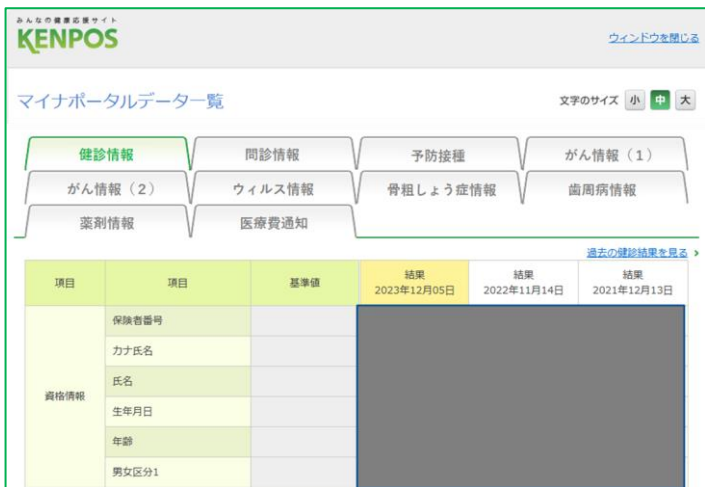 みんなの健康応援サイト
KENPOS
ウィンドウを閉じる
マイナポータルデータ一覧
文字のサイズ 小 中 大
健診情報 問診情報 予防接種 がん情報（1）
がん情報（2） ウィルス情報 骨粗しょう症情報 歯周病情報
薬剤情報 医療費通知
過去の健診結果を見る
項目 項目 基準値 結果 結果 結果
2023年12月05日 2022年11月14日 2021年12月13日
保険者番号
カナ氏名
氏名
資格情報
生年月日
年齢
男女区分1